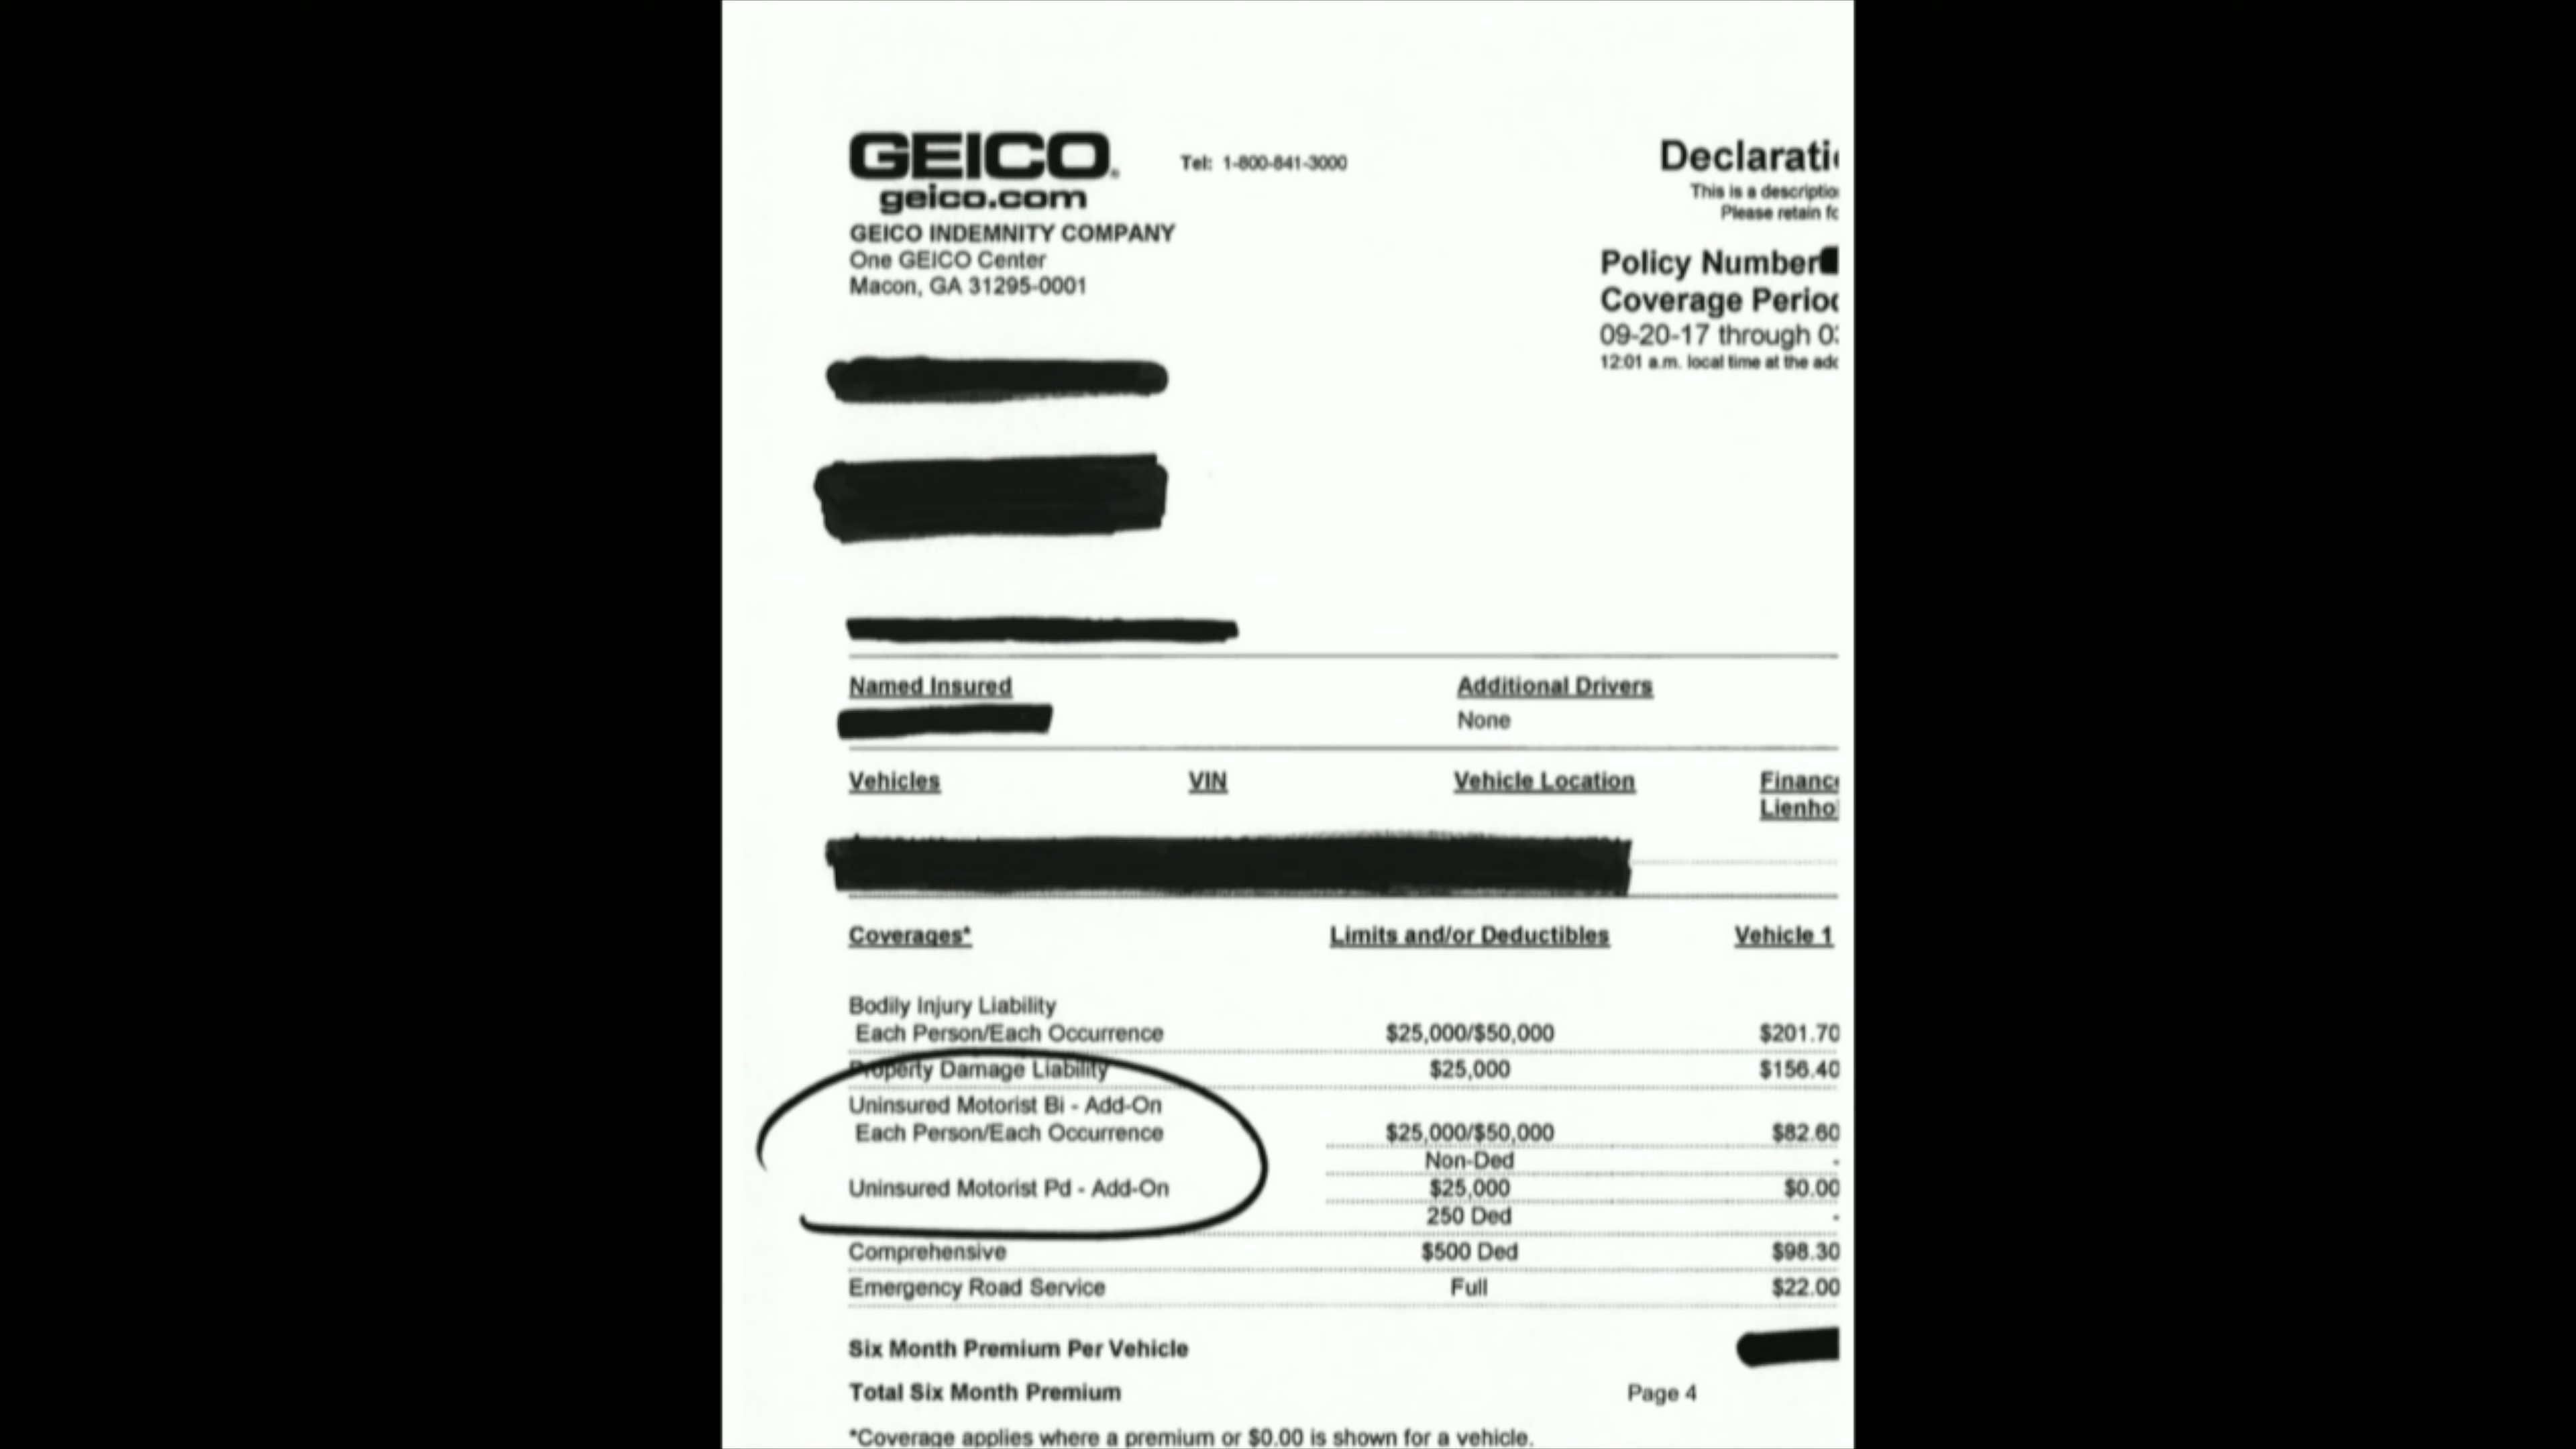 GEICO.
geico.com
Tel: 1-800-841-3000
GEICO INDEMNITY COMPANY
One GEICO Center
Macon, GA 31295-0001
Declarati
This is a descriptio
Please retain fo
Policy Number
Coverage Period
09-20-17 through 03
12:01 a.m. local time at the add
Named Insured
Additional Drivers
None
Vehicles VIN Vehicle Location Finance
Lienhol
Coverages* Limits and/or Deductibles Vehicle 1
Bodily Injury Liability
Each Person/Each Occurrence $25,000/$50,000 $201.70
Property Damage Liability $25,000 $156.40
Uninsured Motorist Bi - Add-On
Each Person/Each Occurrence $25,000/$50,000 $82.60
Non-Ded -
Uninsured Motorist Pd - Add-On $25,000 $0.00
250 Ded -
Comprehensive $500 Ded $98.30
Emergency Road Service Full $22.00
Six Month Premium Per Vehicle
Total Six Month Premium Page 4
*Coverage applies where a premium or $0.00 is shown for a vehicle.